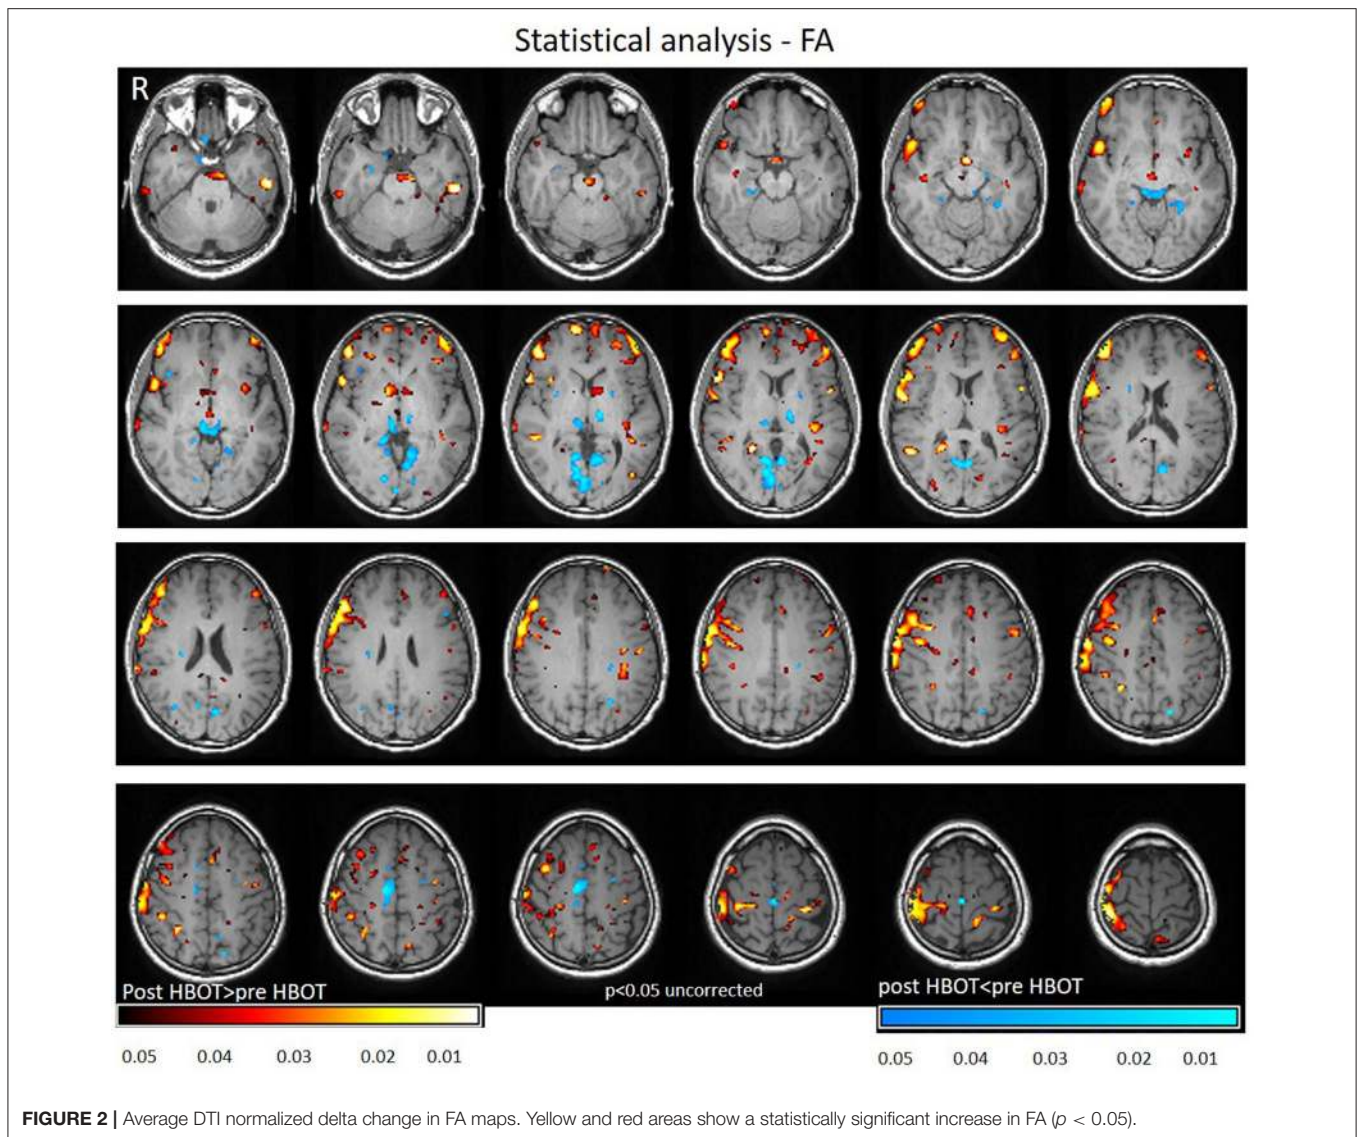 Statistical analysis - FA
R
Post HBOT>pre HBOT
p<0.05 uncorrected
post HBOT<pre HBOT
0.05 0.04 0.03 0.02 0.01
0.05 0.04 0.03 0.02 0.01
FIGURE 2 | Average DTI normalized delta change in FA maps. Yellow and red areas show a statistically significant increase in FA (p < 0.05).